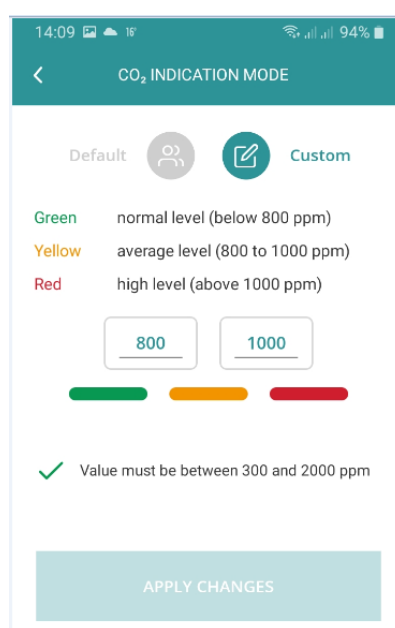 14:09 16° 94%
CO₂ INDICATION MODE
Default Custom
Green normal level (below 800 ppm)
Yellow average level (800 to 1000 ppm)
Red high level (above 1000 ppm)
800 1000
Value must be between 300 and 2000 ppm
APPLY CHANGES